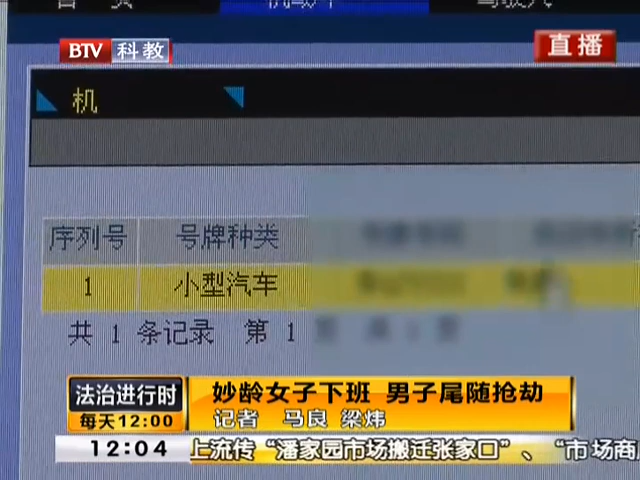 BTV 科教
直播
机
序列号 号牌种类
1 小型汽车
共 1 条记录 第 1
法治进行时
每天12:00
妙龄女子下班 男子尾随抢劫
记者 马良 梁炜
12:04 上流传“潘家园市场搬迁张家口”、“市场商